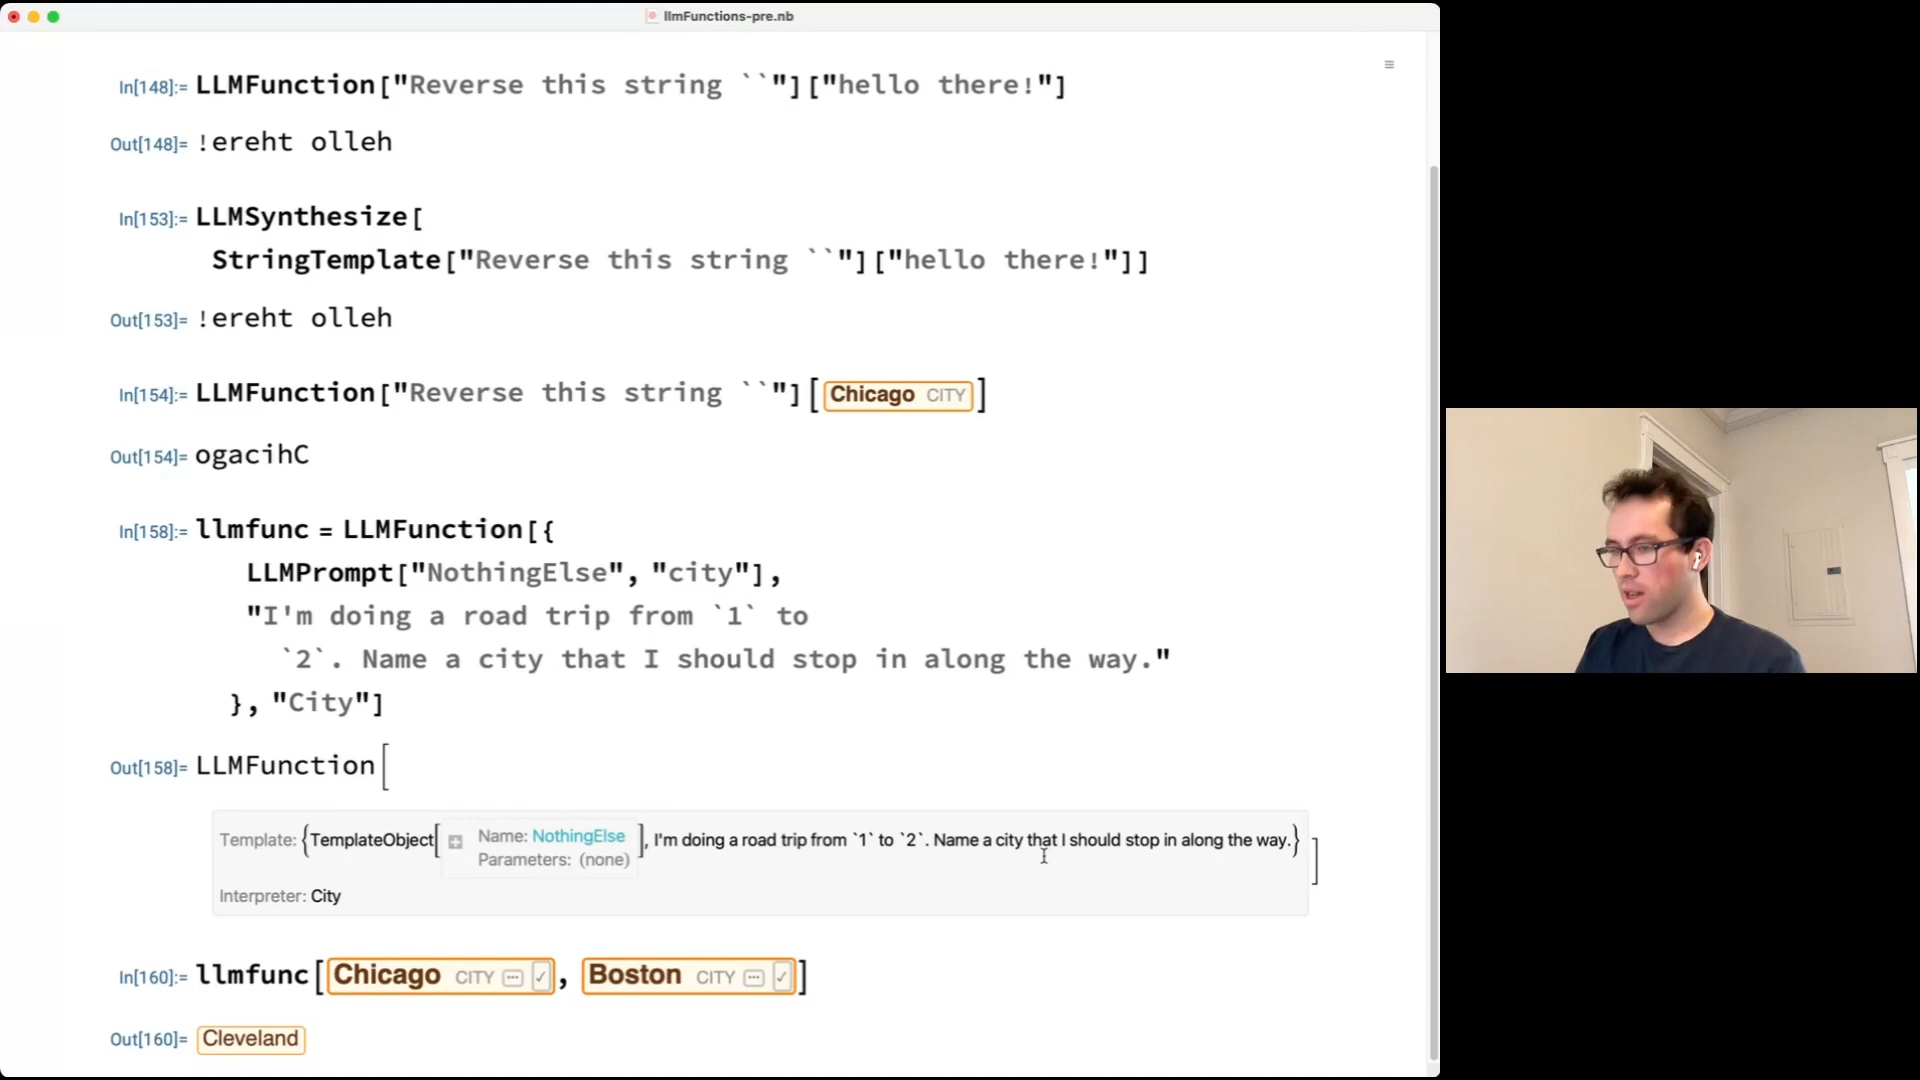 llmFunctions-pre.nb
In[148]:= LLMFunction["Reverse this string ``"]["hello there!"]
Out[148]= !ereht olleh
In[153]:= LLMSynthesize[
StringTemplate["Reverse this string ``"]["hello there!"]]
Out[153]= !ereht olleh
In[154]:= LLMFunction["Reverse this string ``"][Chicago CITY]
Out[154]= ogacihC
In[158]:= llmfunc = LLMFunction[{
LLMPrompt["NothingElse", "city"],
"I'm doing a road trip from `1` to
`2`. Name a city that I should stop in along the way."
}, "City"]
Out[158]= LLMFunction[
Name: NothingElse
Template: {TemplateObject[ ], I'm doing a road trip from `1` to `2`. Name a city that I should stop in along the way.}
Parameters: (none)
]
Interpreter: City
In[160]:= llmfunc[Chicago CITY ... ✓, Boston CITY ... ✓]
Out[160]= Cleveland